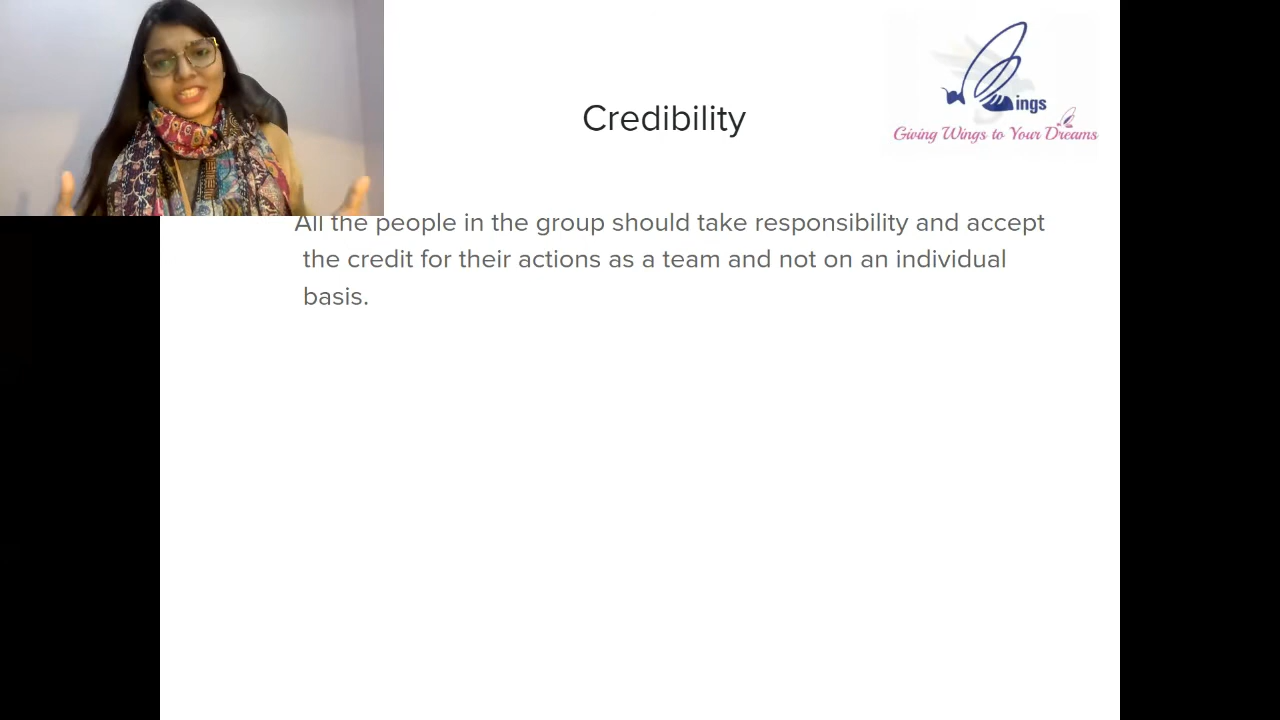 Credibility
ings
Giving Wings to Your Dreams
All the people in the group should take responsibility and accept
the credit for their actions as a team and not on an individual
basis.